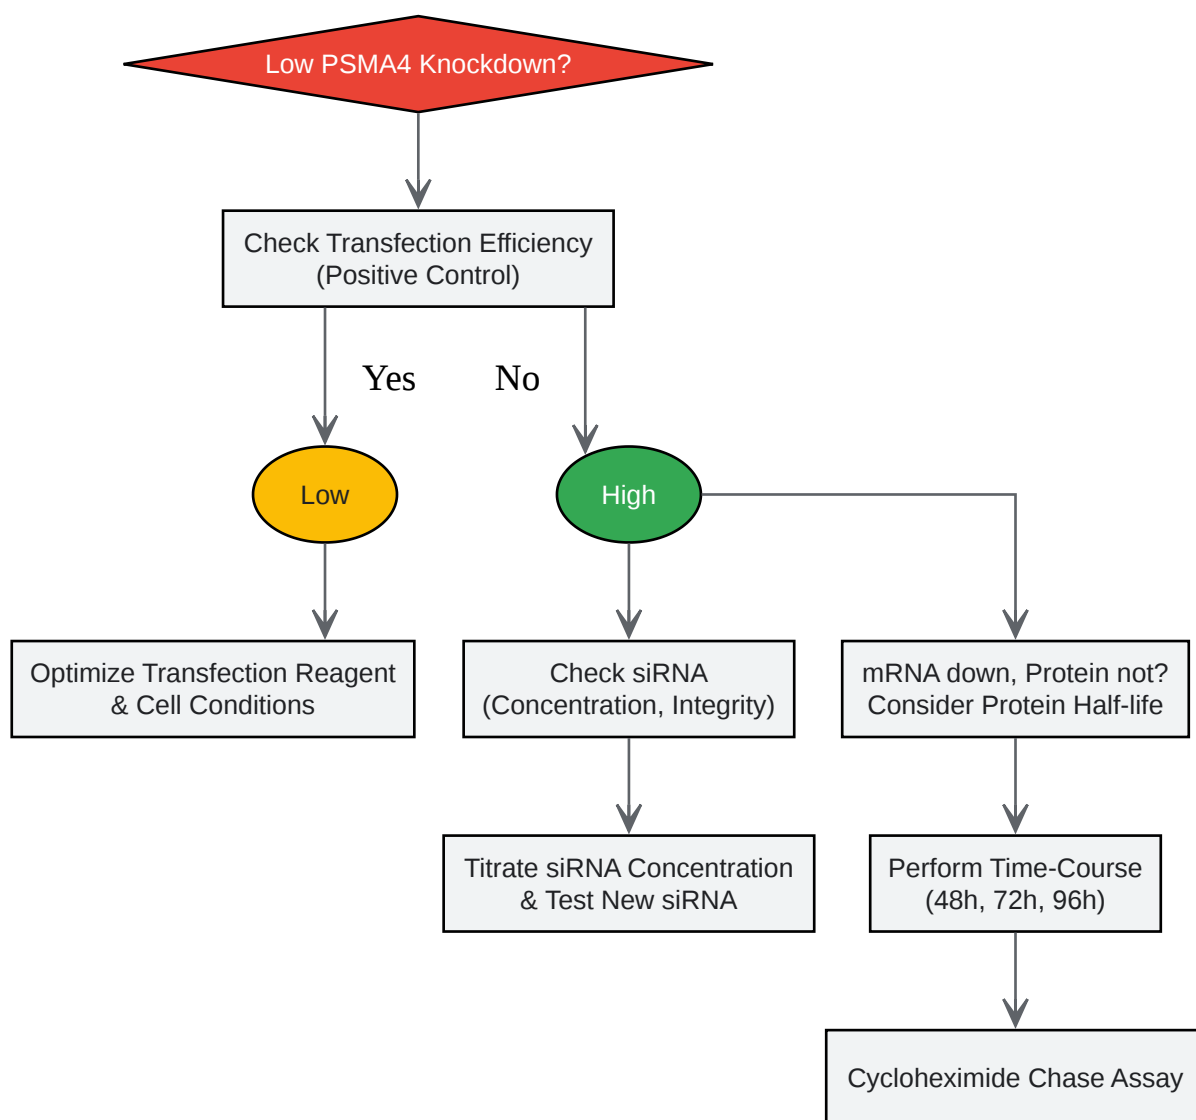 Low PSMA4 Knockdown?
Check Transfection Efficiency
(Positive Control)
Yes
No
Low
High
Optimize Transfection Reagent
& Cell Conditions
Check siRNA
(Concentration, Integrity)
mRNA down, Protein not?
Consider Protein Half-life
Titrate siRNA Concentration
& Test New siRNA
Perform Time-Course
(48h, 72h, 96h)
Cycloheximide Chase Assay